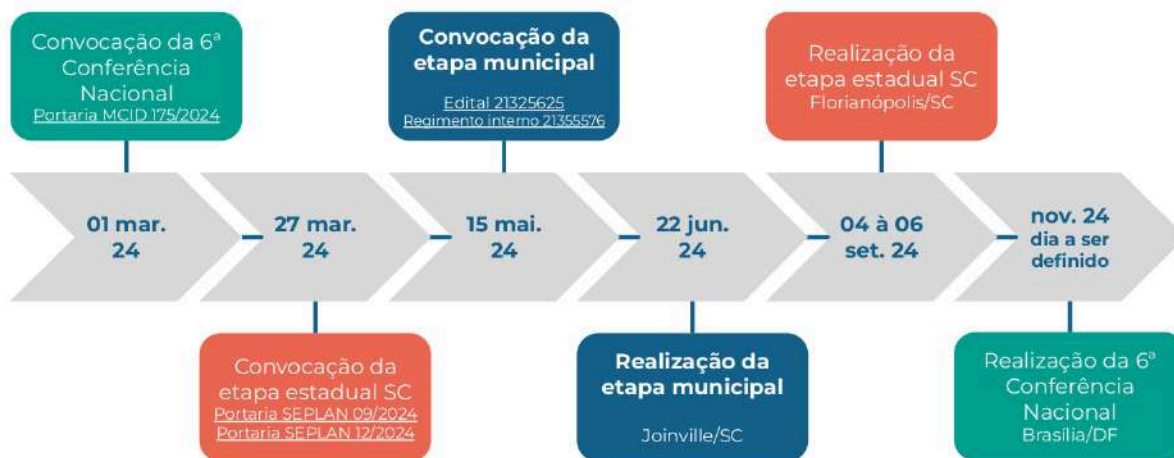 Convocação da 6ª
Conferência
Nacional
Portaria MCID 175/2024
Convocação da
etapa municipal
Edital 21325625
Regimento interno 21355576
Realização da
etapa estadual SC
Florianópolis/SC
01 mar.
24
27 mar.
24
15 mai.
24
22 jun.
24
04 à 06
set. 24
nov. 24
dia a ser
definido
Convocação da
etapa estadual SC
Portaria SEPLAN 09/2024
Portaria SEPLAN 12/2024
Realização da
etapa municipal
Joinville/SC
Realização da 6ª
Conferência
Nacional
Brasília/DF